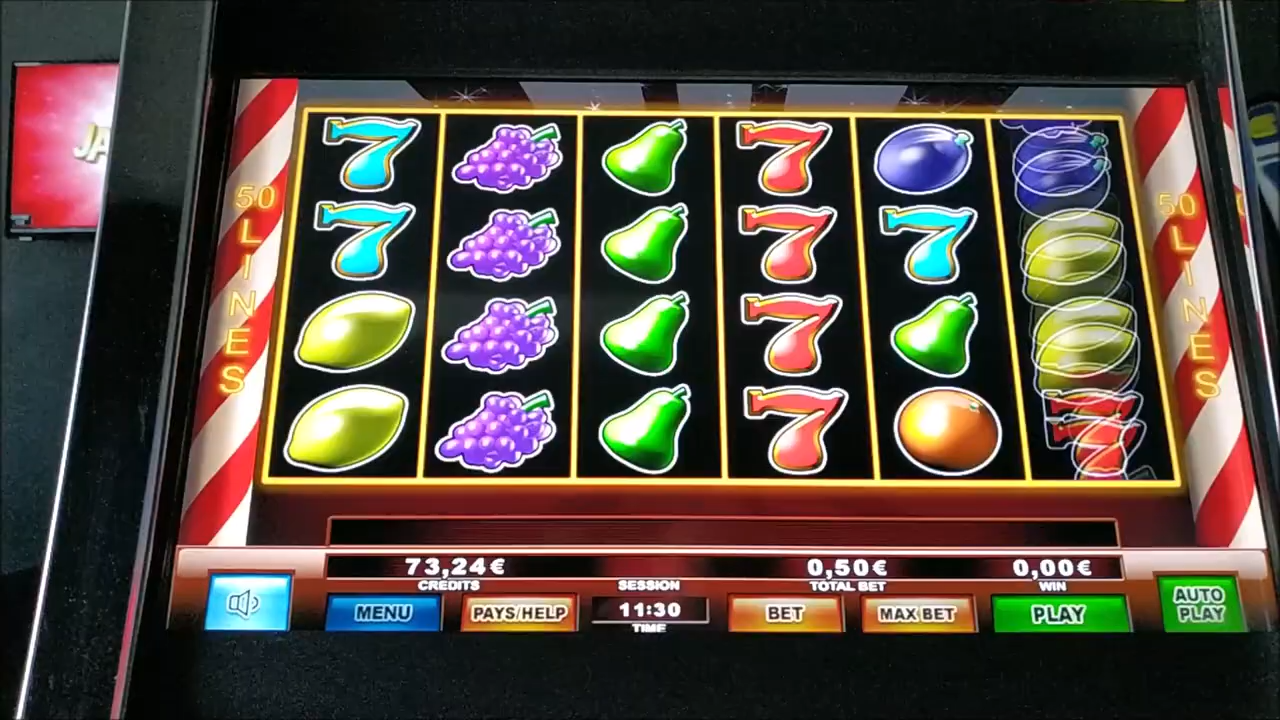 JA
50
LINES
50
LINES
73,24€
CREDITS
SESSION
11:30
TIME
0,50€
TOTAL BET
0,00€
WIN
MENU
PAYS/HELP
BET
MAX BET
PLAY
AUTO
PLAY